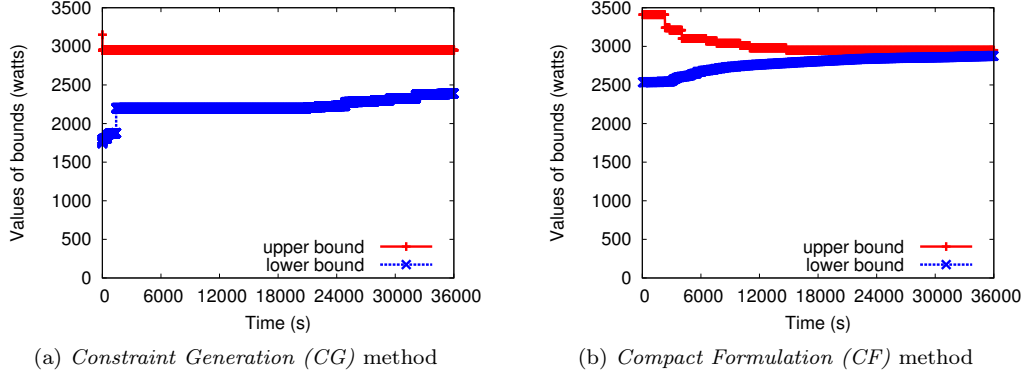 3500
3000
2500
2000
1500
1000
500
0
Values of bounds (watts)
upper bound
lower bound
0 6000 12000 18000 24000 30000 36000
Time (s)
(a) Constraint Generation (CG) method
3500
3000
2500
2000
1500
1000
500
0
Values of bounds (watts)
upper bound
lower bound
0 6000 12000 18000 24000 30000 36000
Time (s)
(b) Compact Formulation (CF) method